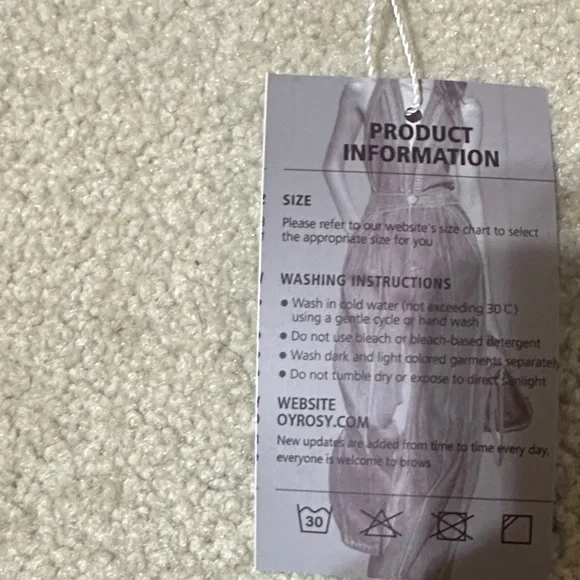 PRODUCT
INFORMATION
SIZE
Please refer to our website's size chart to select
the appropriate size for you
WASHING INSTRUCTIONS
● Wash in cold water (not exceeding 30℃)
using a gentle cycle or hand wash
● Do not use bleach or bleach-based detergent
● Wash dark and light colored garments separately
● Do not tumble dry or expose to direct sunlight
WEBSITE
OYROSY.COM
New updates are added from time to time every day,
everyone is welcome to brows
30